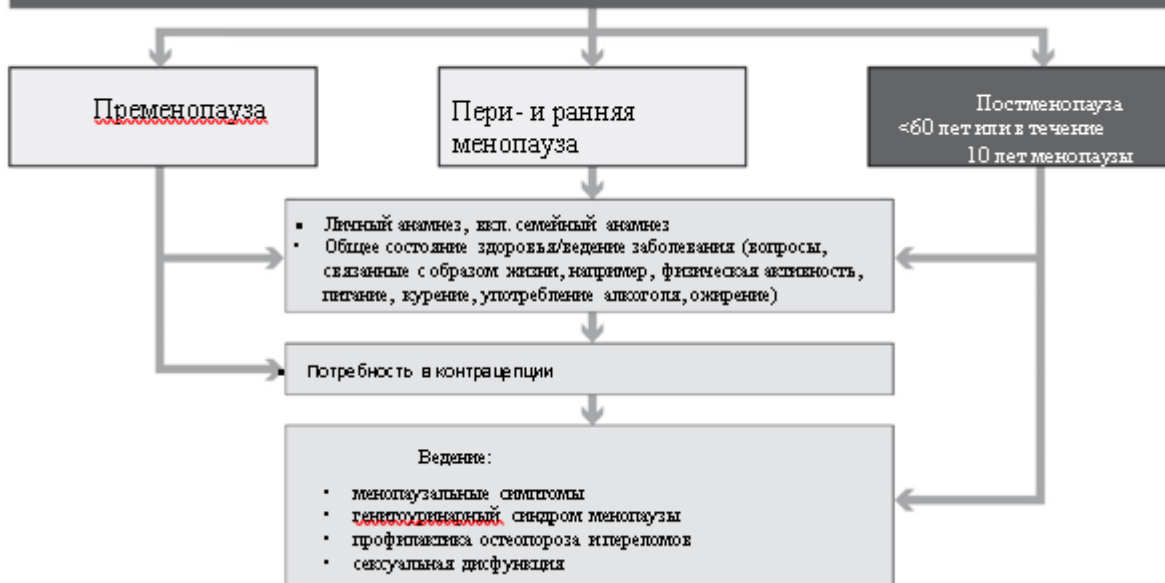 Пременопауза
Пери- и ранняя
менопауза
Постменопауза
<60 лет или в течение
10 лет менопаузы
▪ Личный анамнез, вкл. семейный анамнез
• Общее состояние здоровья/ведение заболевания (вопросы,
связанные с образом жизни, например, физическая активность,
питание, курение, употребление алкоголя, ожирение)
▪ Потребность в контрацепции
Ведение:
• менопаузальные симптомы
• генитоуринарный синдром менопаузы
• профилактика остеопороза и переломов
• сексуальная дисфункция